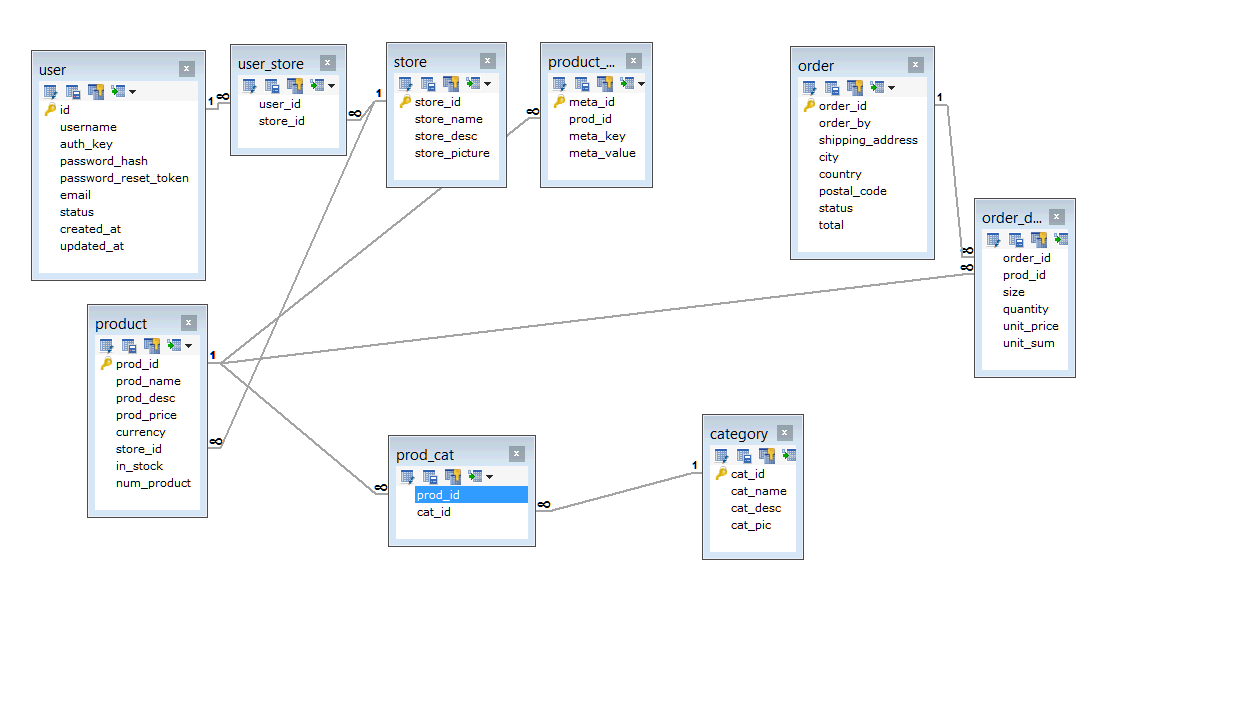 user
id
username
auth_key
password_hash
password_reset_token
email
status
created_at
updated_at
user_store
user_id
store_id
store
store_id
store_name
store_desc
store_picture
product_...
meta_id
prod_id
meta_key
meta_value
order
order_id
order_by
shipping_address
city
country
postal_code
status
total
order_d...
order_id
prod_id
size
quantity
unit_price
unit_sum
product
prod_id
prod_name
prod_desc
prod_price
currency
store_id
in_stock
num_product
prod_cat
prod_id
cat_id
category
cat_id
cat_name
cat_desc
cat_pic
1
∞
∞
1
∞
1
∞
∞
1
∞
∞
∞
1